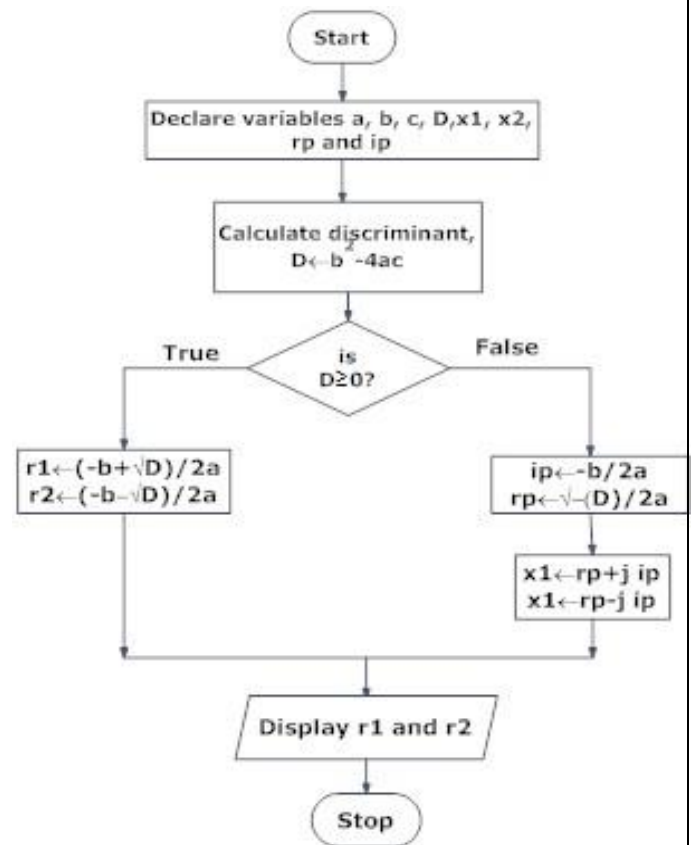 Start
Declare variables a, b, c, D,x1, x2,
rp and ip
Calculate discriminant,
D←b²-4ac
is
D≥0?
True
False
r1←(-b+√D)/2a
r2←(-b–√D)/2a
ip←-b/2a
rp←√–(D)/2a
x1←rp+j ip
x1←rp-j ip
Display r1 and r2
Stop